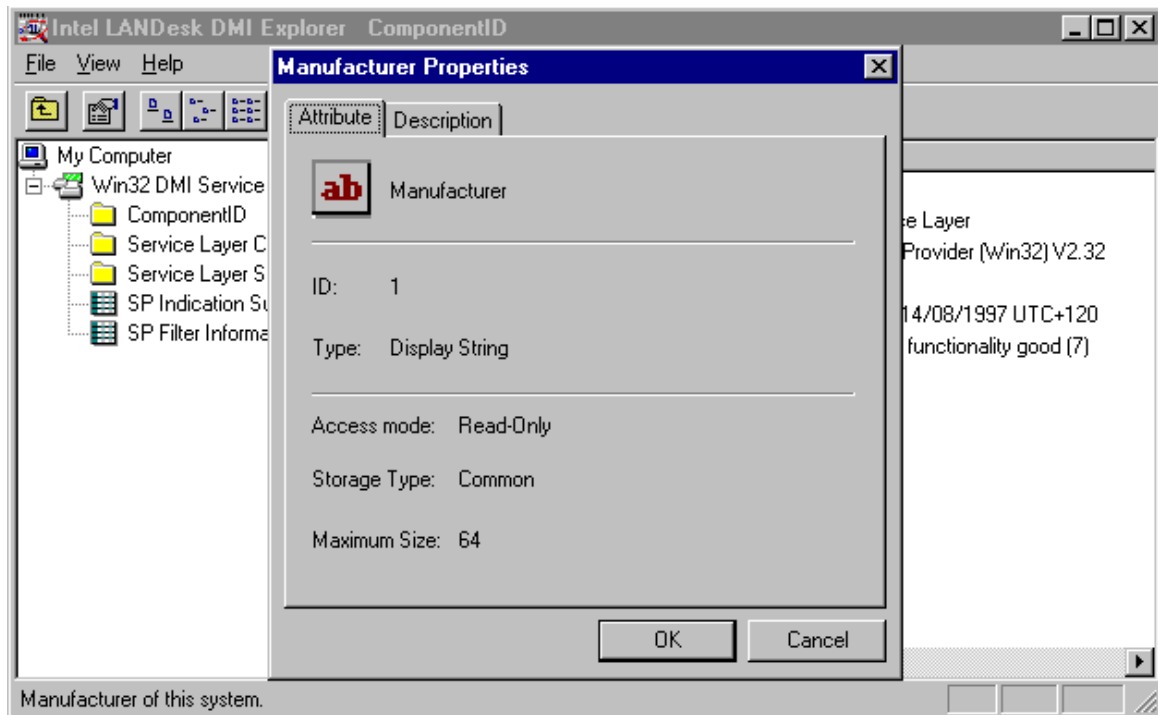 Intel LANDesk DMI Explorer ComponentID
File View Help
Manufacturer Properties
Attribute Description
My Computer
Win32 DMI Service
ComponentID
Service Layer C
Service Layer S
SP Indication Su
SP Filter Informa
ab Manufacturer
ID: 1
Type: Display String
Access mode: Read-Only
Storage Type: Common
Maximum Size: 64
OK Cancel
e Layer
Provider (Win32) V2.32
14/08/1997 UTC+120
functionality good (7)
Manufacturer of this system.